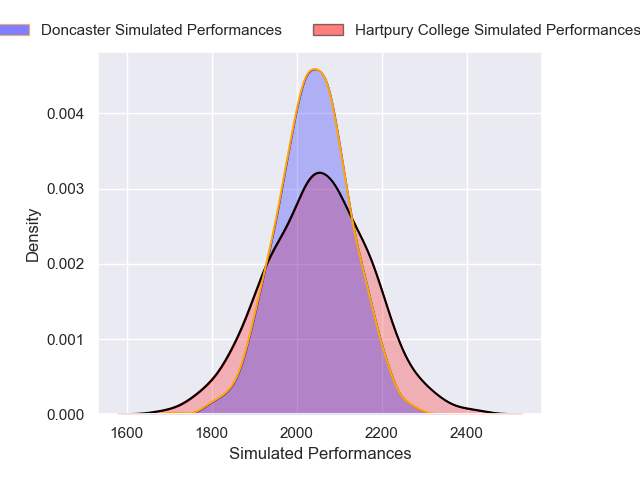 Doncaster Simulated Performances
Hartpury College Simulated Performances
0.004
0.003
0.002
0.001
0.000
Density
1600 1800 2000 2200 2400
Simulated Performances